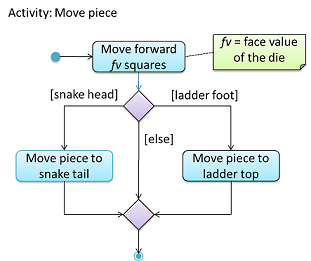 Activity: Move piece
Move forward
fv squares
fv = face value
of the die
[snake head]
[ladder foot]
[else]
Move piece to
snake tail
Move piece to
ladder top